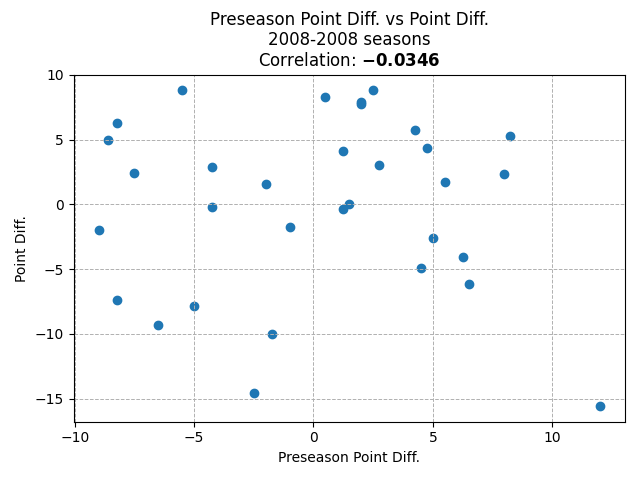 Preseason Point Diff. vs Point Diff.
2008-2008 seasons
Correlation: −0.0346
10
5
0
−5
−10
−15
Point Diff.
−10 −5 0 5 10
Preseason Point Diff.